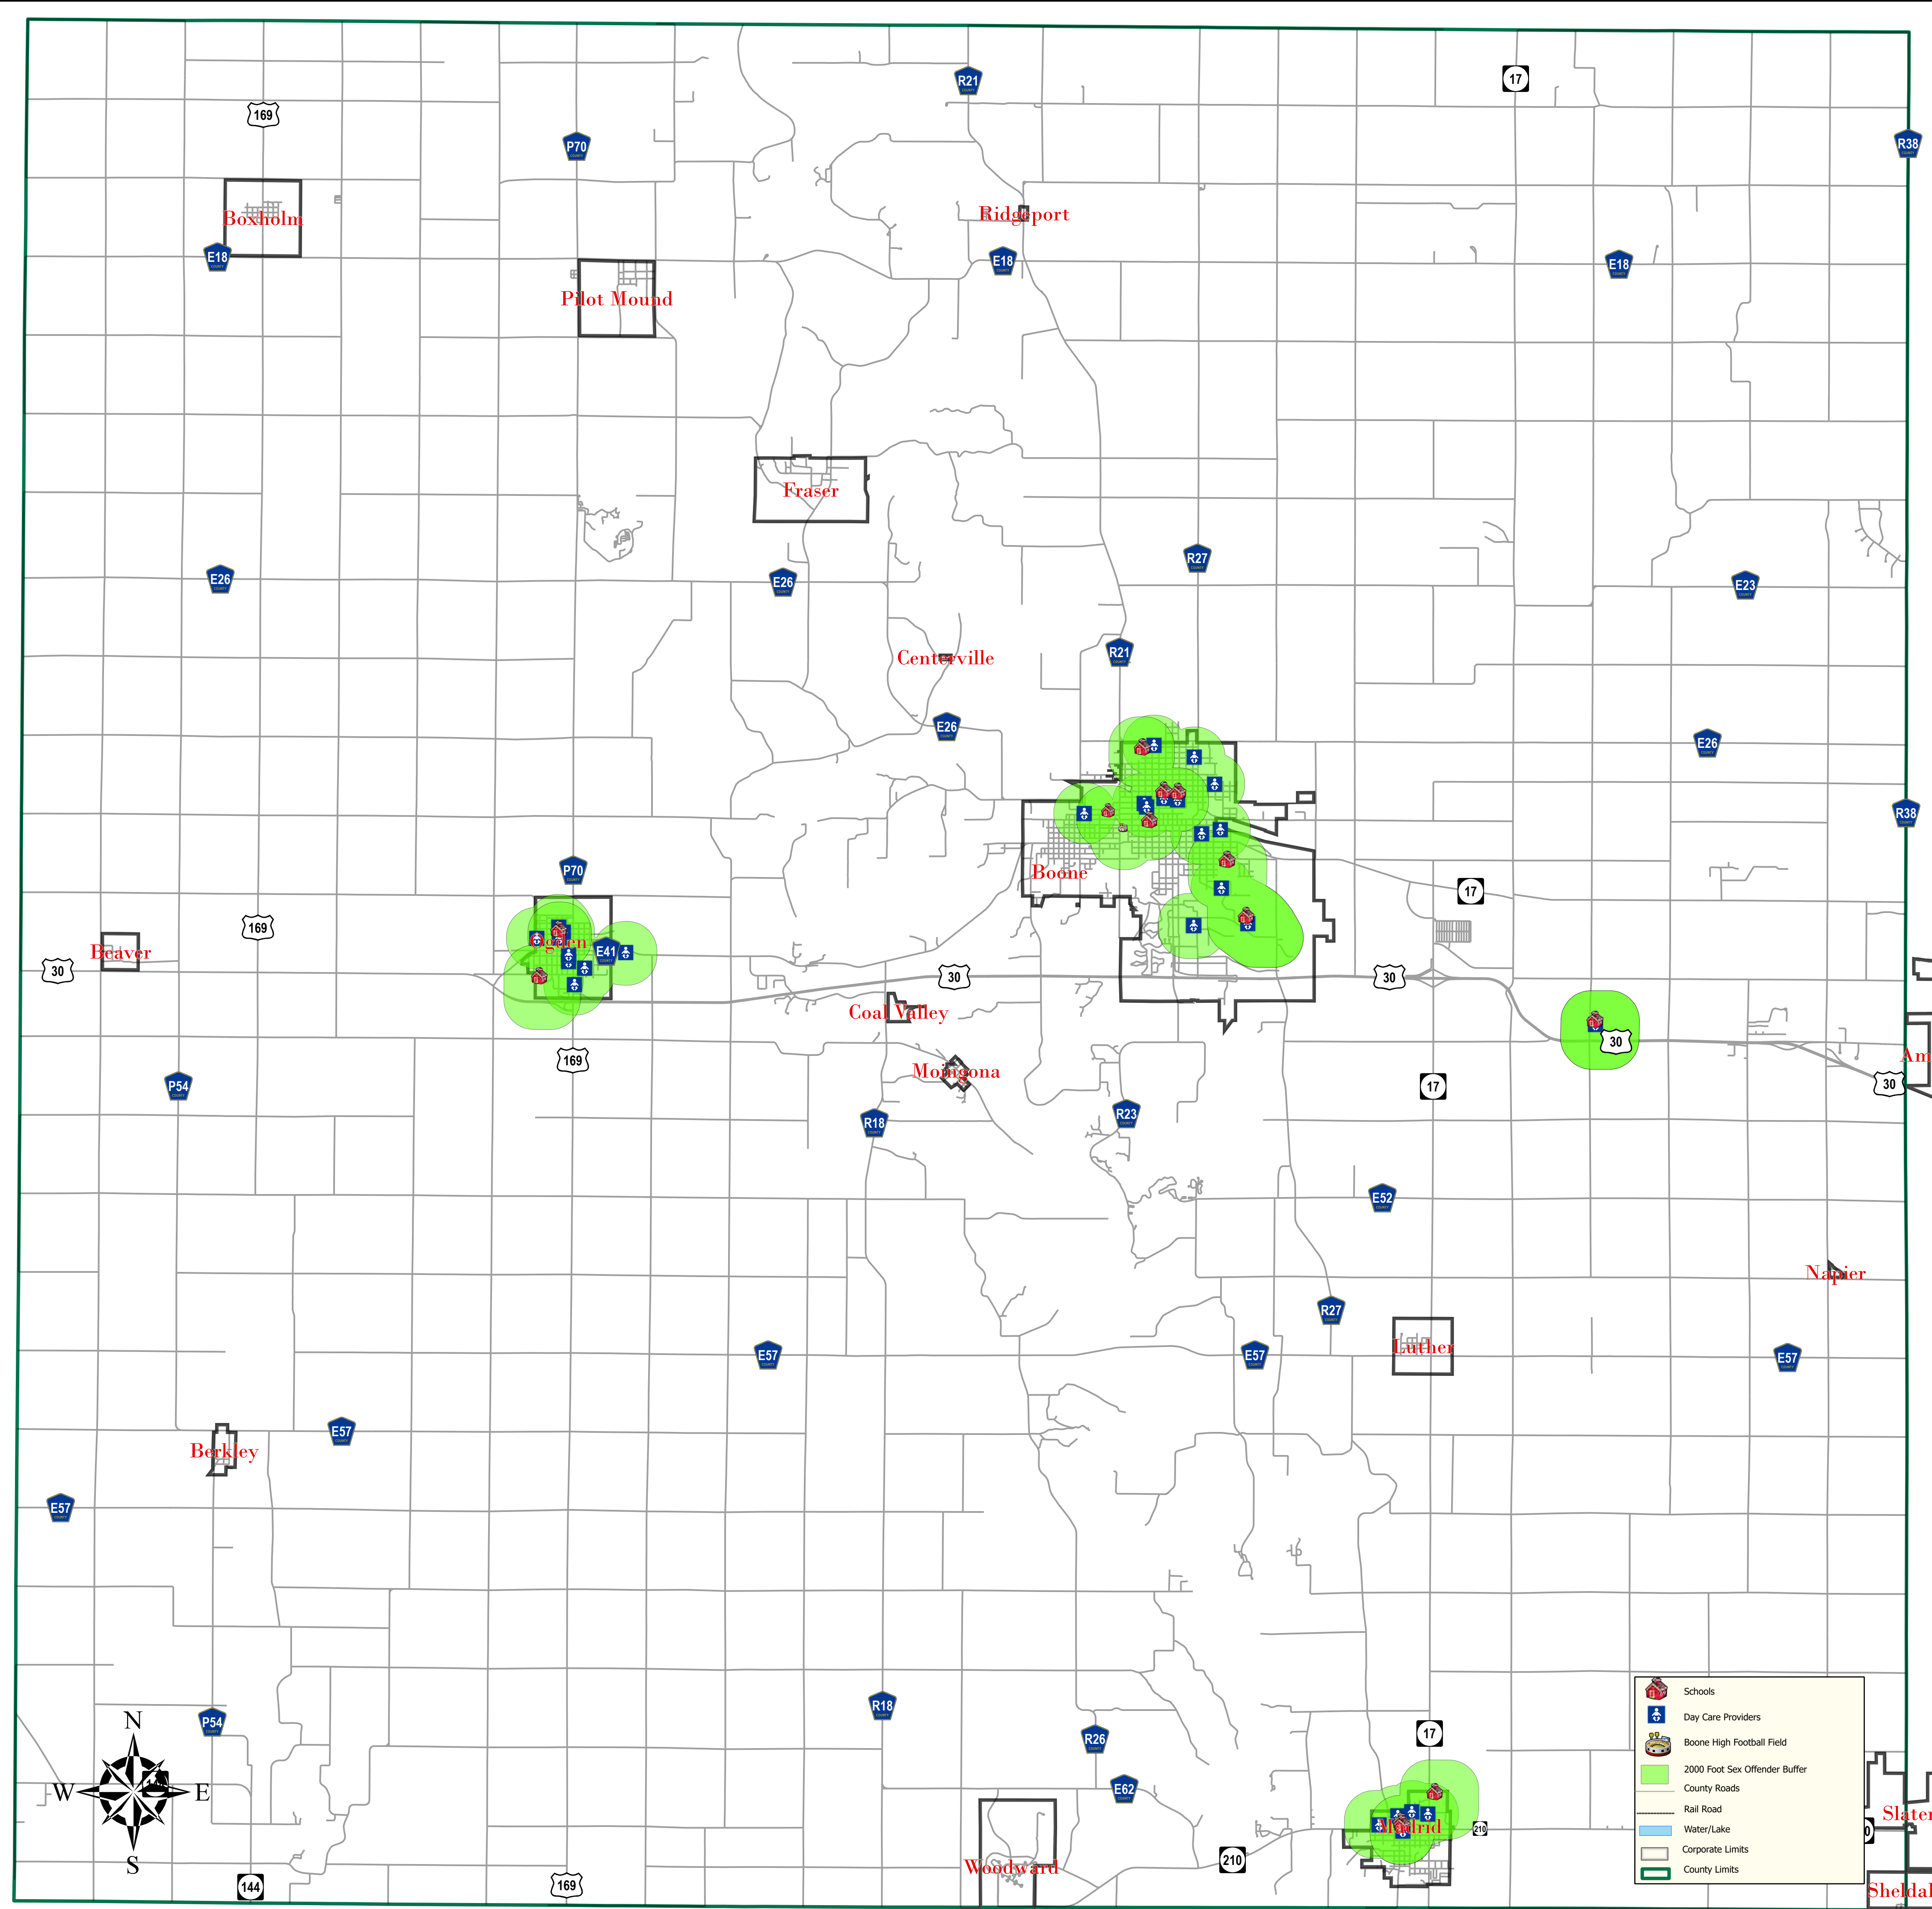 R21
17
169
P70
R38
Boxholm
Ridgeport
E18
E18
E18
Pilot Mound
Fraser
R27
E26
E26
E23
R21
Centerville
E26
E26
R38
P70
Boone
17
169
Ogden
E41
Beaver
30
30
30
Coal Valley
30
Am
169
Moingona
30
P54
17
R18
R23
E52
Napier
R27
Luther
E57
E57
E57
E57
Berkley
E57
R18
P54
N
W
E
S
R26
17
E62
Schools
Day Care Providers
Boone High Football Field
2000 Foot Sex Offender Buffer
County Roads
Rail Road
Water/Lake
Corporate Limits
County Limits
Slater
Madrid
210
0
210
Woodward
144
169
Sheldal